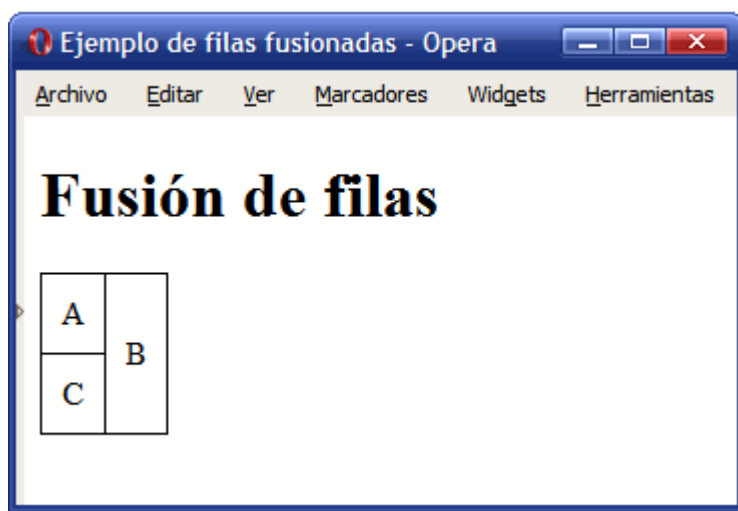 Ejemplo de filas fusionadas - Opera
Archivo Editar Ver Marcadores Widgets Herramientas
Fusión de filas
A
B
C